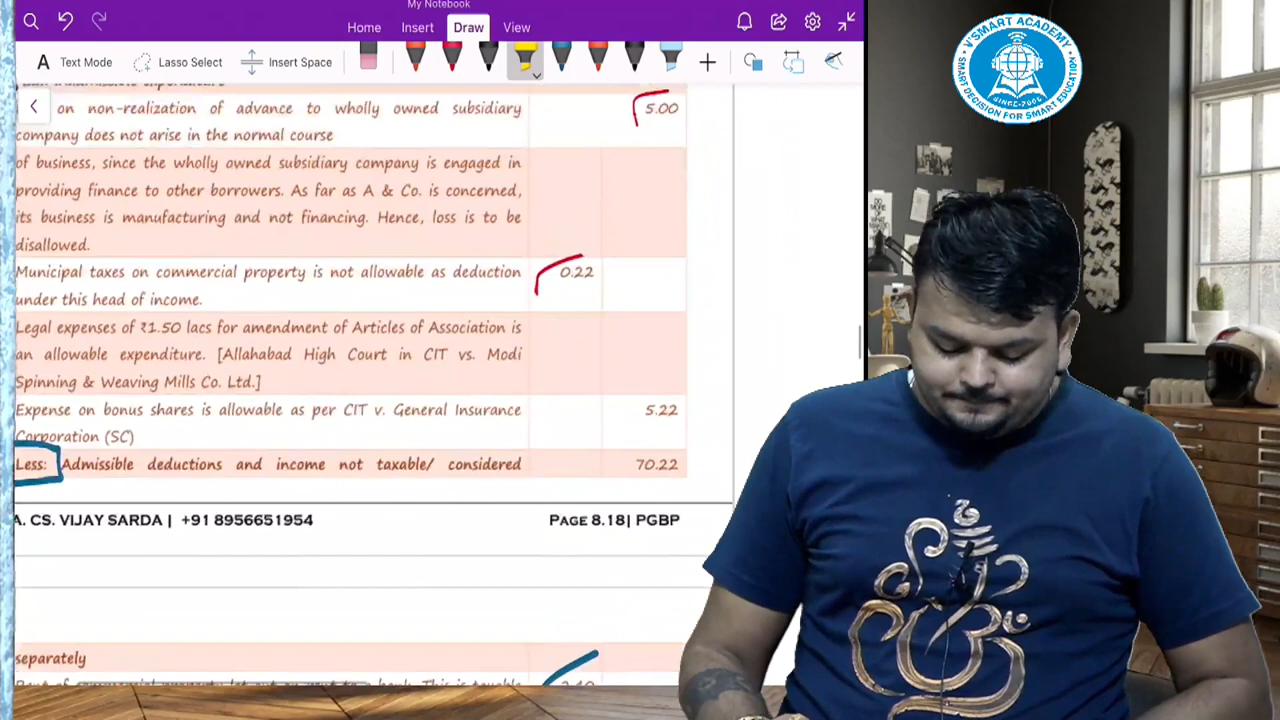 My Notebook
Home Insert Draw View
Text Mode Lasso Select Insert Space
on non-realization of advance to wholly owned subsidiary 5.00
company does not arise in the normal course
of business, since the wholly owned subsidiary company is engaged in
providing finance to other borrowers. As far as A & Co. is concerned,
its business is manufacturing and not financing. Hence, loss is to be
disallowed.
Municipal taxes on commercial property is not allowable as deduction 0.22
under this head of income.
Legal expenses of ₹1.50 lacs for amendment of Articles of Association is
an allowable expenditure. [Allahabad High Court in CIT vs. Modi
Spinning & Weaving Mills Co. Ltd.]
Expense on bonus shares is allowable as per CIT v. General Insurance 5.22
Corporation (SC)
Less: Admissible deductions and income not taxable/ considered 70.22
A. CS. VIJAY SARDA | +91 8956651954 PAGE 8.18| PGBP
separately
V'SMART ACADEMY
SINCE-2006
SMART DECISION FOR SMART EDUCATION